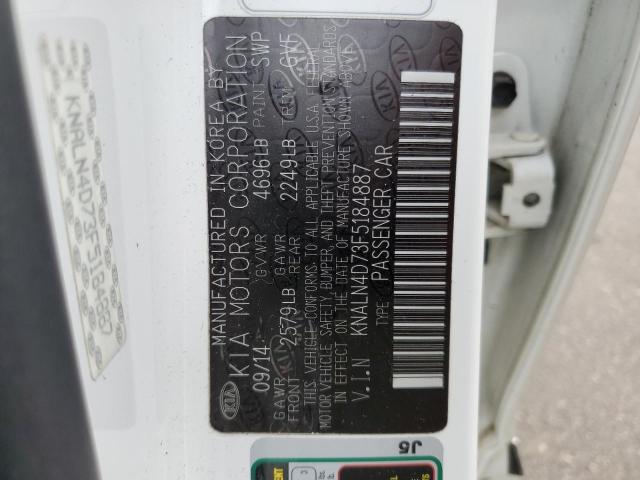 MANUFACTURED IN KOREA BY
KIA KIA MOTORS CORPORATION
09/14 GVWR 4696LB PAINT SWP
GAWR FRONT 2579LB GAWR REAR 2249LB TRIM
THIS VEHICLE CONFORMS TO ALL APPLICABLE U.S.A. FEDERAL
MOTOR VEHICLE SAFETY, BUMPER, AND THEFT PREVENTION STANDARDS
IN EFFECT ON THE DATE OF MANUFACTURE SHOWN ABOVE.
V.I.N KNALN4D73F5184887
TYPE : PASSENGER CAR
KNALN4D73F5184887
J5